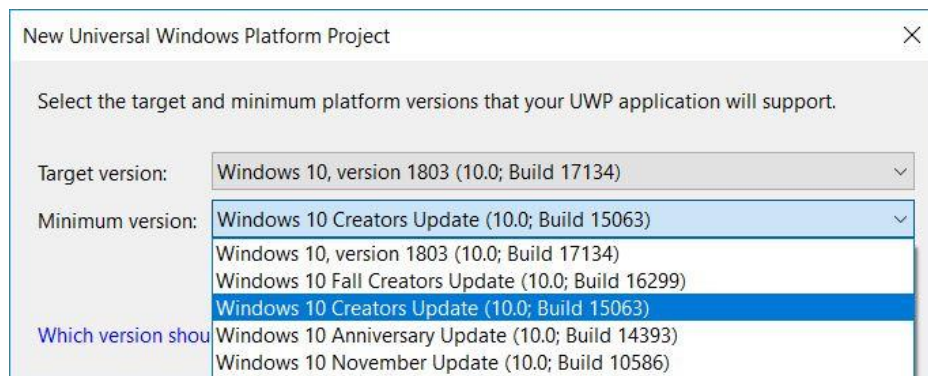 New Universal Windows Platform Project
Select the target and minimum platform versions that your UWP application will support.
Target version: Windows 10, version 1803 (10.0; Build 17134)
Minimum version: Windows 10 Creators Update (10.0; Build 15063)
Windows 10, version 1803 (10.0; Build 17134)
Windows 10 Fall Creators Update (10.0; Build 16299)
Windows 10 Creators Update (10.0; Build 15063)
Which version shou Windows 10 Anniversary Update (10.0; Build 14393)
Windows 10 November Update (10.0; Build 10586)